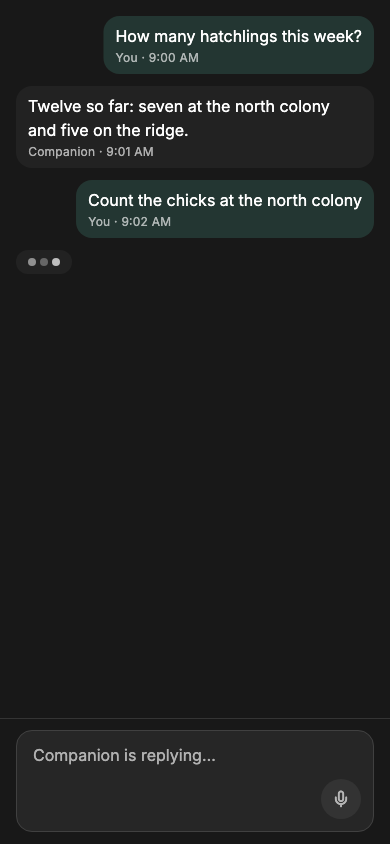 How many hatchlings this week?
You · 9:00 AM
Twelve so far: seven at the north colony
and five on the ridge.
Companion · 9:01 AM
Count the chicks at the north colony
You · 9:02 AM
Companion is replying...